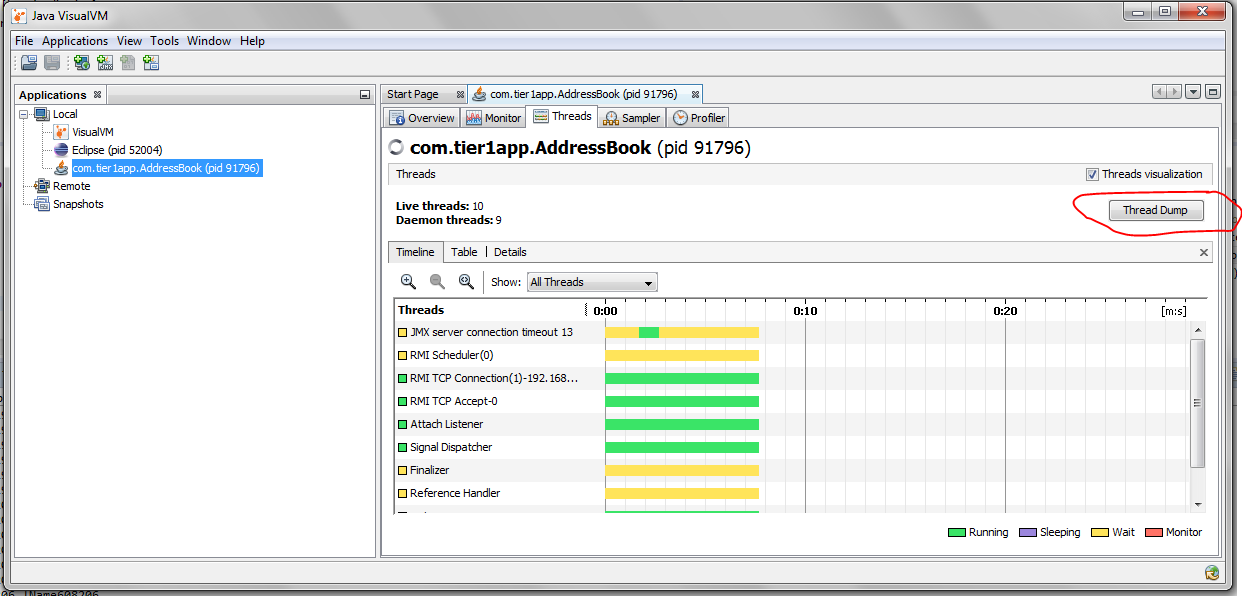 Java VisualVM
File Applications View Tools Window Help
Applications
Local
VisualVM
Eclipse (pid 52004)
com.tier1app.AddressBook (pid 91796)
Remote
Snapshots
Start Page com.tier1app.AddressBook (pid 91796)
Overview Monitor Threads Sampler Profiler
com.tier1app.AddressBook (pid 91796)
Threads Threads visualization
Live threads: 10
Daemon threads: 9
Thread Dump
Timeline Table Details
Show: All Threads
Threads 0:00 0:10 0:20 [m:s]
JMX server connection timeout 13
RMI Scheduler(0)
RMI TCP Connection(1)-192.168...
RMI TCP Accept-0
Attach Listener
Signal Dispatcher
Finalizer
Reference Handler
Running Sleeping Wait Monitor